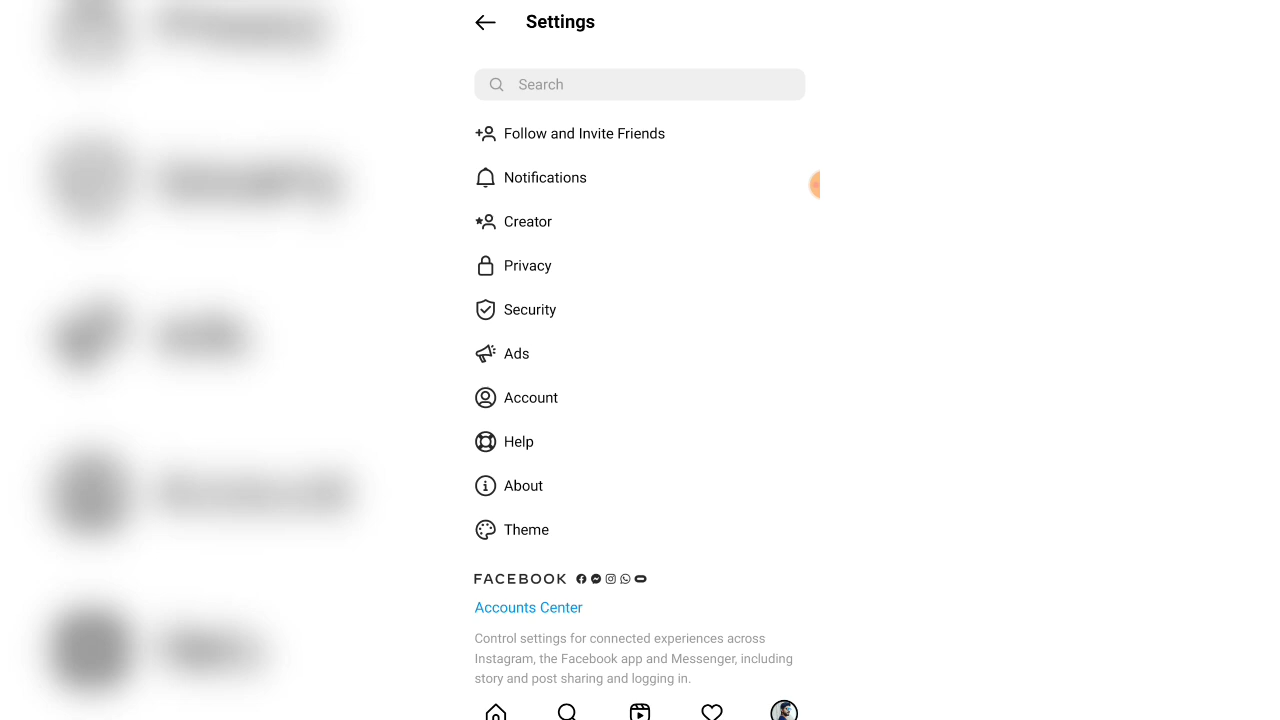 Settings
Search
Follow and Invite Friends
Notifications
Creator
Privacy
Security
Ads
Account
Help
About
Theme
FACEBOOK
Accounts Center
Control settings for connected experiences across
Instagram, the Facebook app and Messenger, including
story and post sharing and logging in.